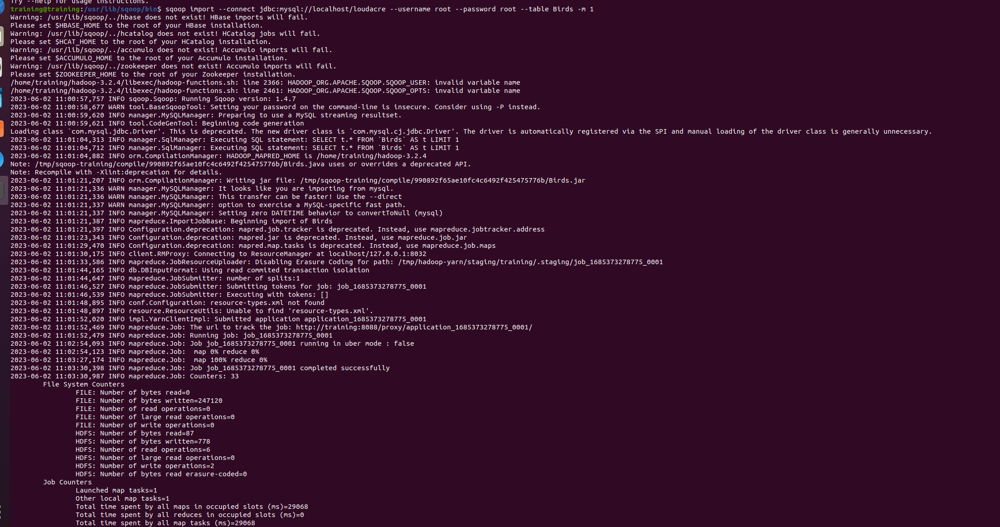 Try --help for usage instructions.
training@training:/usr/lib/sqoop/bin$ sqoop import --connect jdbc:mysql://localhost/loudacre --username root --password root --table Birds -m 1
Warning: /usr/lib/sqoop/../hbase does not exist! HBase imports will fail.
Please set $HBASE_HOME to the root of your HBase installation.
Warning: /usr/lib/sqoop/../hcatalog does not exist! HCatalog jobs will fail.
Please set $HCAT_HOME to the root of your HCatalog installation.
Warning: /usr/lib/sqoop/../accumulo does not exist! Accumulo imports will fail.
Please set $ACCUMULO_HOME to the root of your Accumulo installation.
Warning: /usr/lib/sqoop/../zookeeper does not exist! Accumulo imports will fail.
Please set $ZOOKEEPER_HOME to the root of your Zookeeper installation.
/home/training/hadoop-3.2.4/libexec/hadoop-functions.sh: line 2366: HADOOP_ORG.APACHE.SQOOP.SQOOP_USER: invalid variable name
/home/training/hadoop-3.2.4/libexec/hadoop-functions.sh: line 2461: HADOOP_ORG.APACHE.SQOOP.SQOOP_OPTS: invalid variable name
2023-06-02 11:00:57,757 INFO sqoop.Sqoop: Running Sqoop version: 1.4.7
2023-06-02 11:00:58,677 WARN tool.BaseSqoopTool: Setting your password on the command-line is insecure. Consider using -P instead.
2023-06-02 11:00:59,620 INFO manager.MySQLManager: Preparing to use a MySQL streaming resultset.
2023-06-02 11:00:59,621 INFO tool.CodeGenTool: Beginning code generation
Loading class `com.mysql.jdbc.Driver'. This is deprecated. The new driver class is `com.mysql.cj.jdbc.Driver'. The driver is automatically registered via the SPI and manual loading of the driver class is generally unnecessary.
2023-06-02 11:01:04,313 INFO manager.SqlManager: Executing SQL statement: SELECT t.* FROM `Birds` AS t LIMIT 1
2023-06-02 11:01:04,712 INFO manager.SqlManager: Executing SQL statement: SELECT t.* FROM `Birds` AS t LIMIT 1
2023-06-02 11:01:04,882 INFO orm.CompilationManager: HADOOP_MAPRED_HOME is /home/training/hadoop-3.2.4
Note: /tmp/sqoop-training/compile/990892f65ae10fc4c6492f425475776b/Birds.java uses or overrides a deprecated API.
Note: Recompile with -Xlint:deprecation for details.
2023-06-02 11:01:21,207 INFO orm.CompilationManager: Writing jar file: /tmp/sqoop-training/compile/990892f65ae10fc4c6492f425475776b/Birds.jar
2023-06-02 11:01:21,336 WARN manager.MySQLManager: It looks like you are importing from mysql.
2023-06-02 11:01:21,336 WARN manager.MySQLManager: This transfer can be faster! Use the --direct
2023-06-02 11:01:21,337 WARN manager.MySQLManager: option to exercise a MySQL-specific fast path.
2023-06-02 11:01:21,337 INFO manager.MySQLManager: Setting zero DATETIME behavior to convertToNull (mysql)
2023-06-02 11:01:21,387 INFO mapreduce.ImportJobBase: Beginning import of Birds
2023-06-02 11:01:21,397 INFO Configuration.deprecation: mapred.job.tracker is deprecated. Instead, use mapreduce.jobtracker.address
2023-06-02 11:01:23,343 INFO Configuration.deprecation: mapred.jar is deprecated. Instead, use mapreduce.job.jar
2023-06-02 11:01:29,470 INFO Configuration.deprecation: mapred.map.tasks is deprecated. Instead, use mapreduce.job.maps
2023-06-02 11:01:30,175 INFO client.RMProxy: Connecting to ResourceManager at localhost/127.0.0.1:8032
2023-06-02 11:01:33,586 INFO mapreduce.JobResourceUploader: Disabling Erasure Coding for path: /tmp/hadoop-yarn/staging/training/.staging/job_1685373278775_0001
2023-06-02 11:01:44,165 INFO db.DBInputFormat: Using read commited transaction isolation
2023-06-02 11:01:44,647 INFO mapreduce.JobSubmitter: number of splits:1
2023-06-02 11:01:46,527 INFO mapreduce.JobSubmitter: Submitting tokens for job: job_1685373278775_0001
2023-06-02 11:01:46,539 INFO mapreduce.JobSubmitter: Executing with tokens: []
2023-06-02 11:01:48,895 INFO conf.Configuration: resource-types.xml not found
2023-06-02 11:01:48,897 INFO resource.ResourceUtils: Unable to find 'resource-types.xml'.
2023-06-02 11:01:52,020 INFO impl.YarnClientImpl: Submitted application application_1685373278775_0001
2023-06-02 11:01:52,469 INFO mapreduce.Job: The url to track the job: http://training:8088/proxy/application_1685373278775_0001/
2023-06-02 11:01:52,479 INFO mapreduce.Job: Running job: job_1685373278775_0001
2023-06-02 11:02:54,093 INFO mapreduce.Job: Job job_1685373278775_0001 running in uber mode : false
2023-06-02 11:02:54,123 INFO mapreduce.Job:  map 0% reduce 0%
2023-06-02 11:03:27,174 INFO mapreduce.Job:  map 100% reduce 0%
2023-06-02 11:03:30,398 INFO mapreduce.Job: Job job_1685373278775_0001 completed successfully
2023-06-02 11:03:30,987 INFO mapreduce.Job: Counters: 33
File System Counters
FILE: Number of bytes read=0
FILE: Number of bytes written=247120
FILE: Number of read operations=0
FILE: Number of large read operations=0
FILE: Number of write operations=0
HDFS: Number of bytes read=87
HDFS: Number of bytes written=778
HDFS: Number of read operations=6
HDFS: Number of large read operations=0
HDFS: Number of write operations=2
HDFS: Number of bytes read erasure-coded=0
Job Counters
Launched map tasks=1
Other local map tasks=1
Total time spent by all maps in occupied slots (ms)=29068
Total time spent by all reduces in occupied slots (ms)=0
Total time spent by all map tasks (ms)=29068